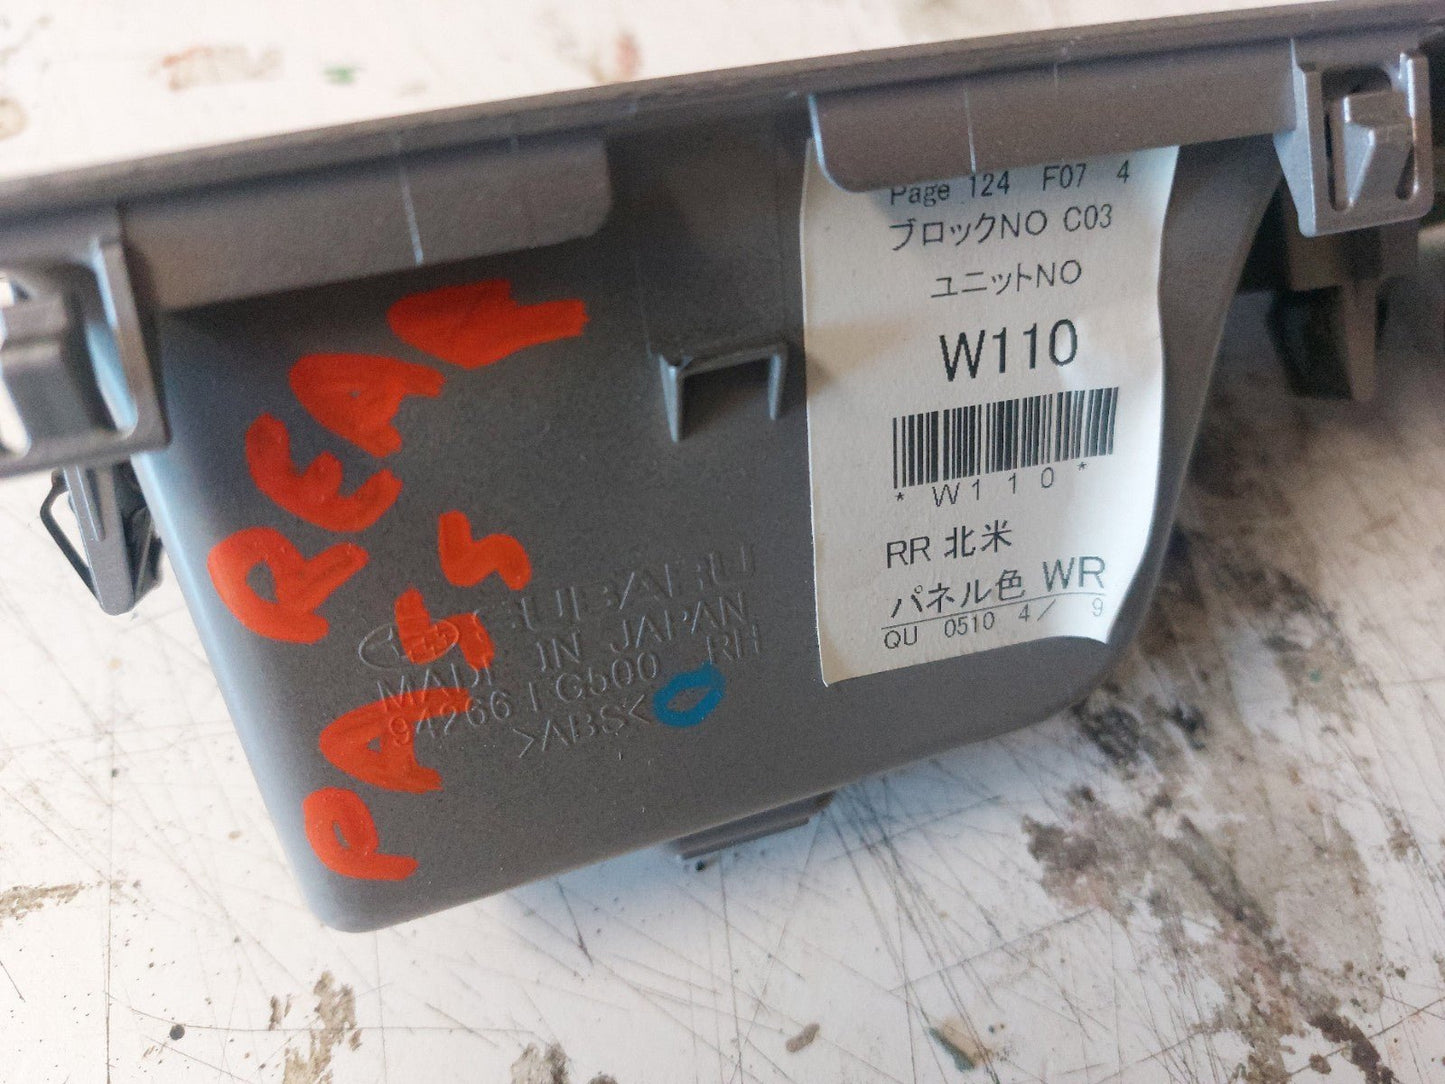 REAR
PASS
SUBARU
MADE IN JAPAN
94266 FG500 RH
>ABS<
Page 124 F07 4
ブロックNO C03
ユニットNO
W110
*W110*
RR 北米
パネル色 WR
QU 0510 4/ 9